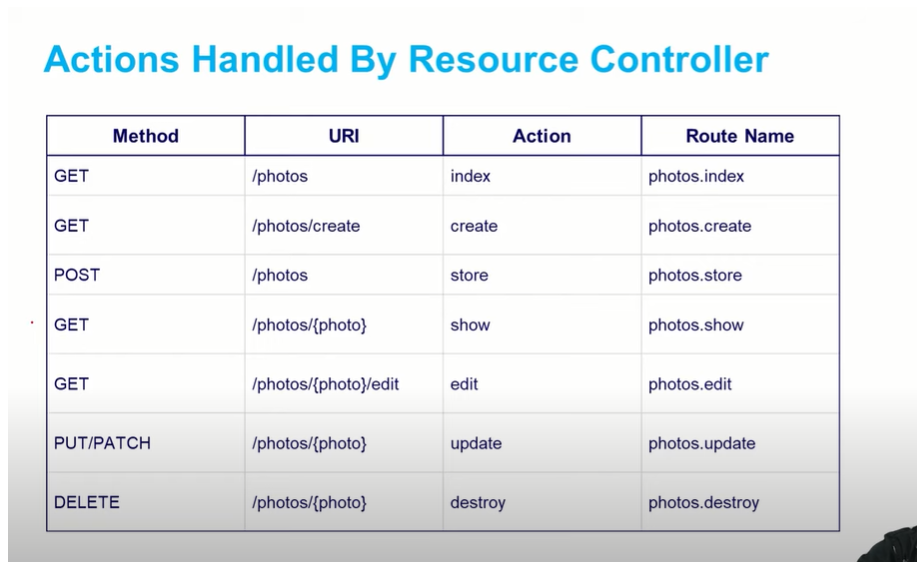 Actions Handled By Resource Controller
Method URI Action Route Name
GET /photos index photos.index
GET /photos/create create photos.create
POST /photos store photos.store
GET /photos/{photo} show photos.show
GET /photos/{photo}/edit edit photos.edit
PUT/PATCH /photos/{photo} update photos.update
DELETE /photos/{photo} destroy photos.destroy